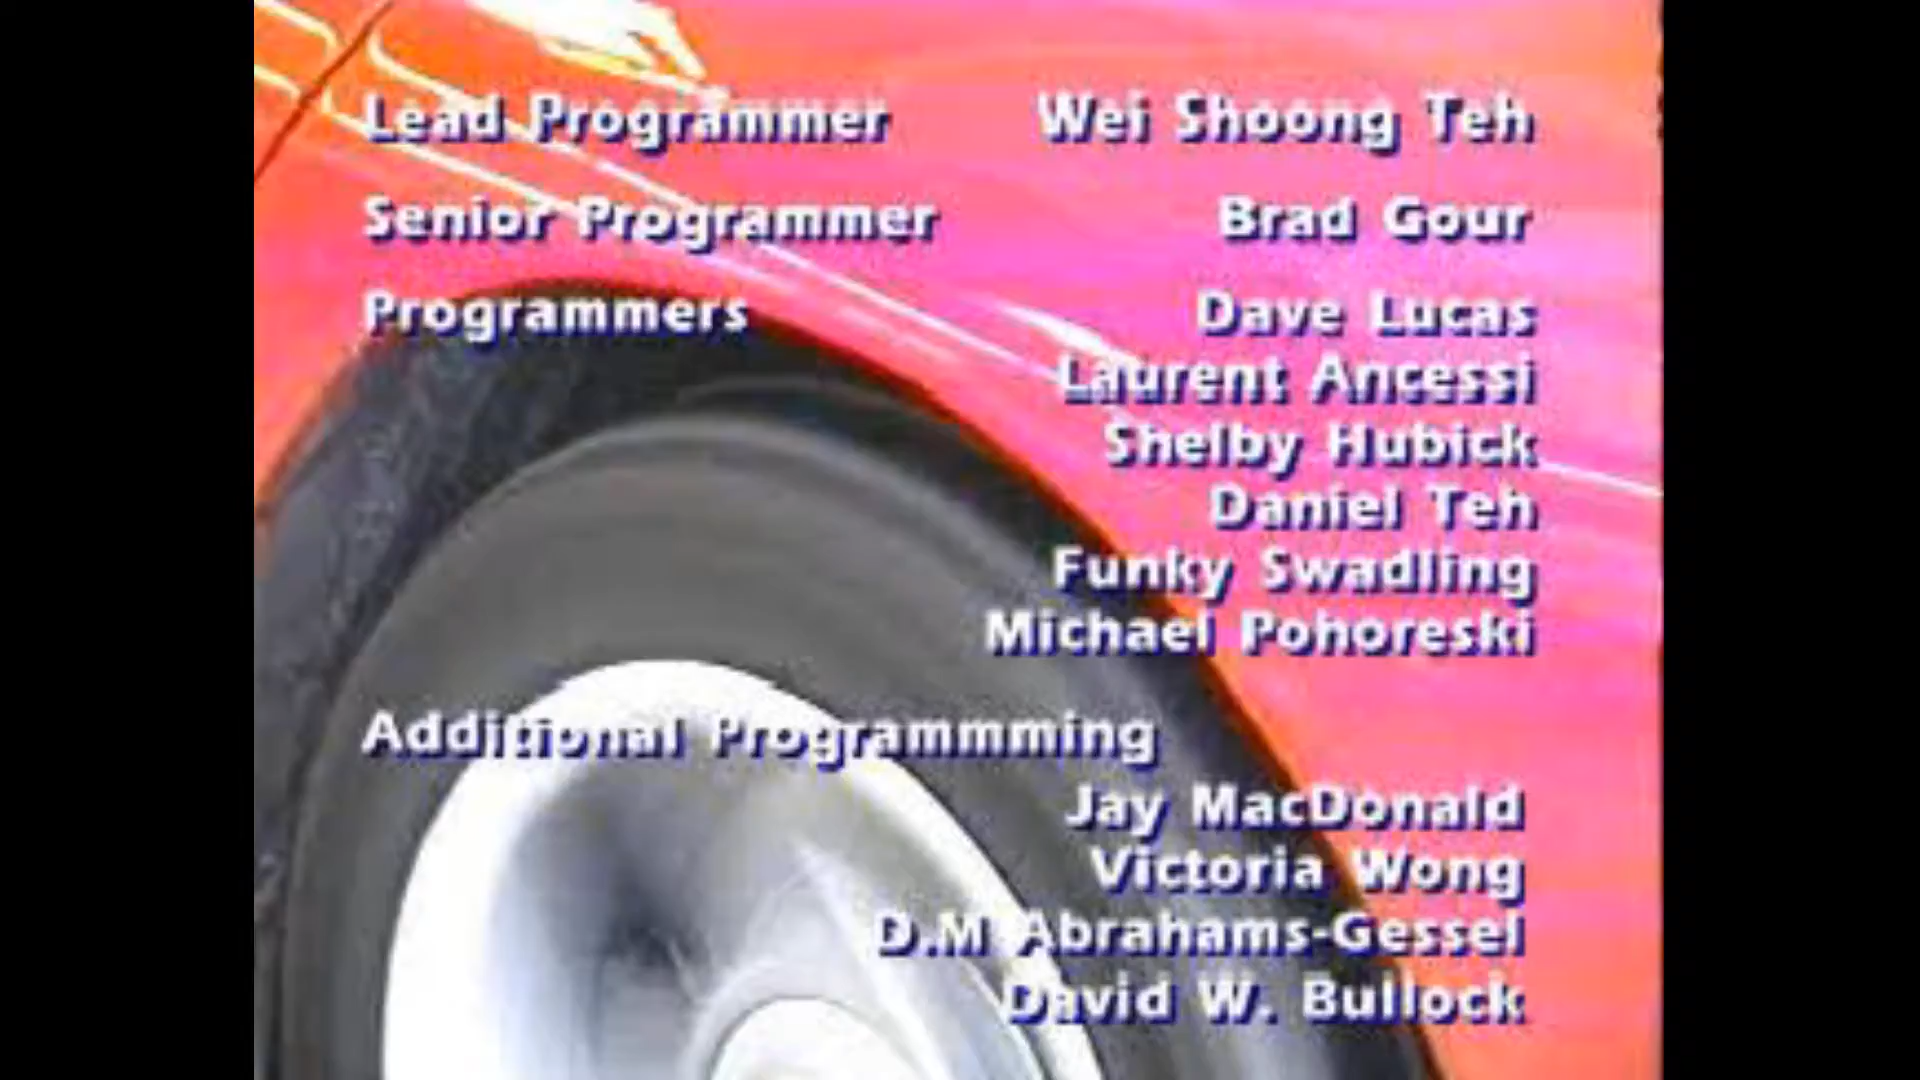 Lead Programmer Wei Shoong Teh
Senior Programmer Brad Gour
Programmers Dave Lucas
Laurent Ancessi
Shelby Hubick
Daniel Teh
Funky Swadling
Michael Pohoreski
Additional Programmming
Jay MacDonald
Victoria Wong
D.M Abrahams-Gessel
David W. Bullock